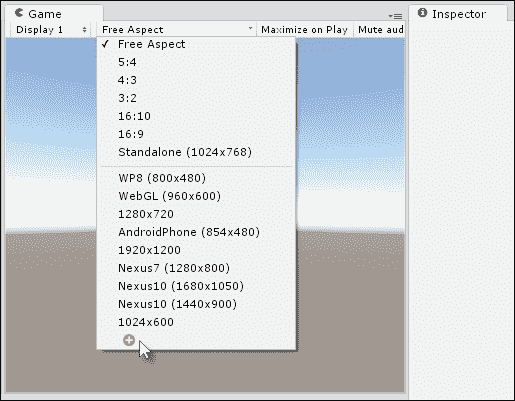 Game
Inspector
Display 1
Free Aspect
Maximize on Play
Mute aud
Free Aspect
5:4
4:3
3:2
16:10
16:9
Standalone (1024x768)
WP8 (800x480)
WebGL (960x600)
1280x720
AndroidPhone (854x480)
1920x1200
Nexus7 (1280x800)
Nexus10 (1680x1050)
Nexus10 (1440x900)
1024x600